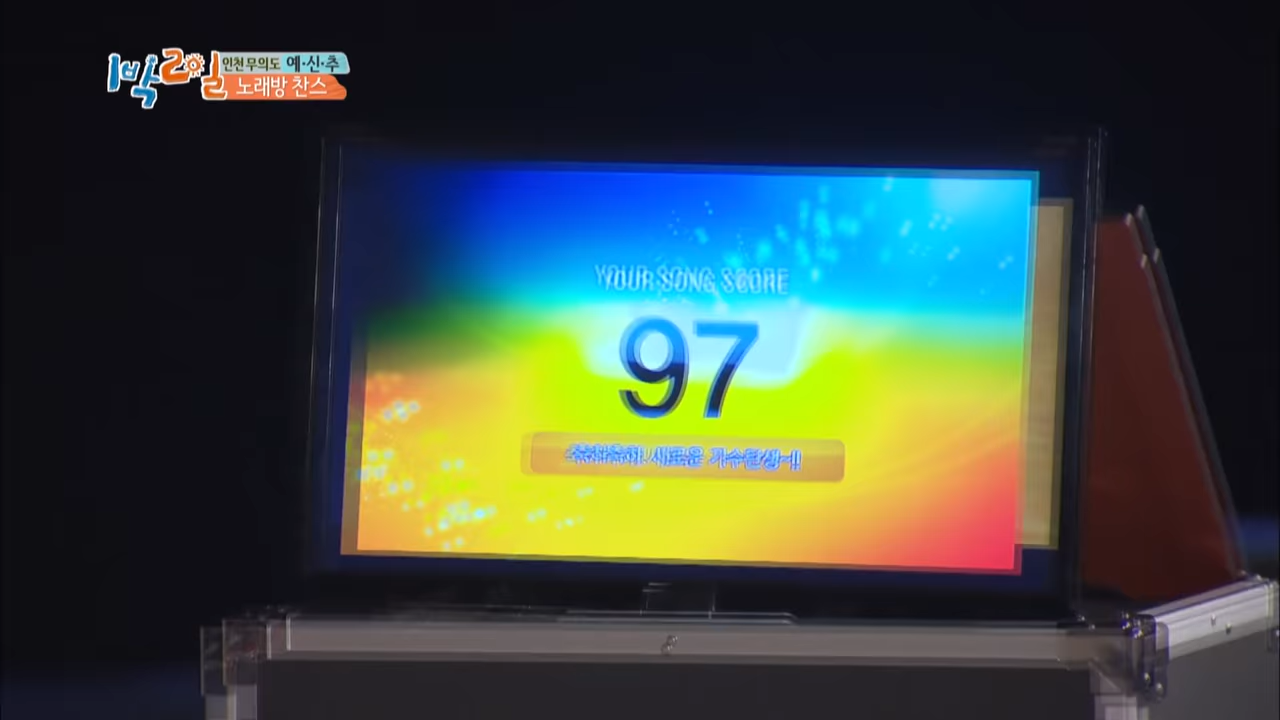 1박2일
인천 무의도 예·신·추
노래방 찬스
YOUR SONG SCORE
97
축하축하! 새로운 가수탄생~!!